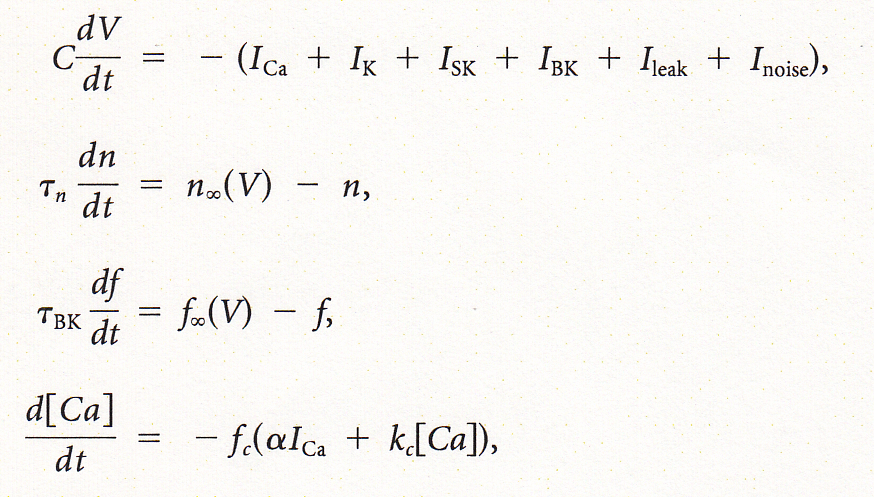 C dV/dt = − (I_Ca + I_K + I_SK + I_BK + I_leak + I_noise),
τ_n dn/dt = n_∞(V) − n,
τ_BK df/dt = f_∞(V) − f,
d[Ca]/dt = − f_c(αI_Ca + k_c[Ca]),